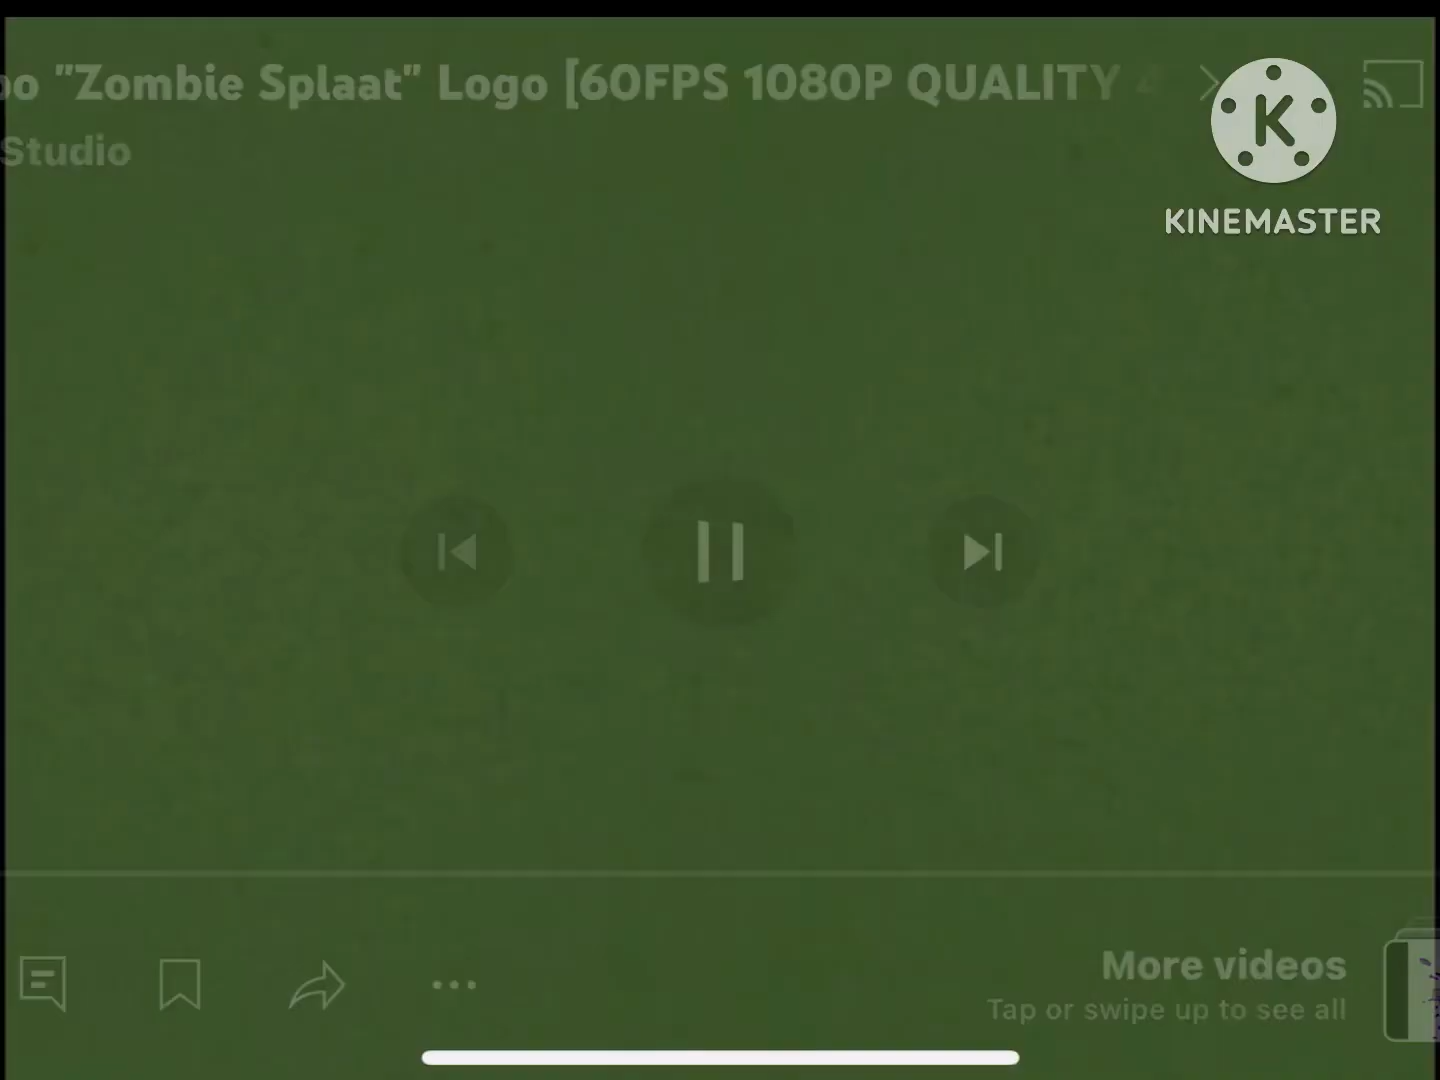 "Zombie Splaat" Logo [60FPS 1080P QUALITY
Studio
K
KINEMASTER
More videos
Tap or swipe up to see all